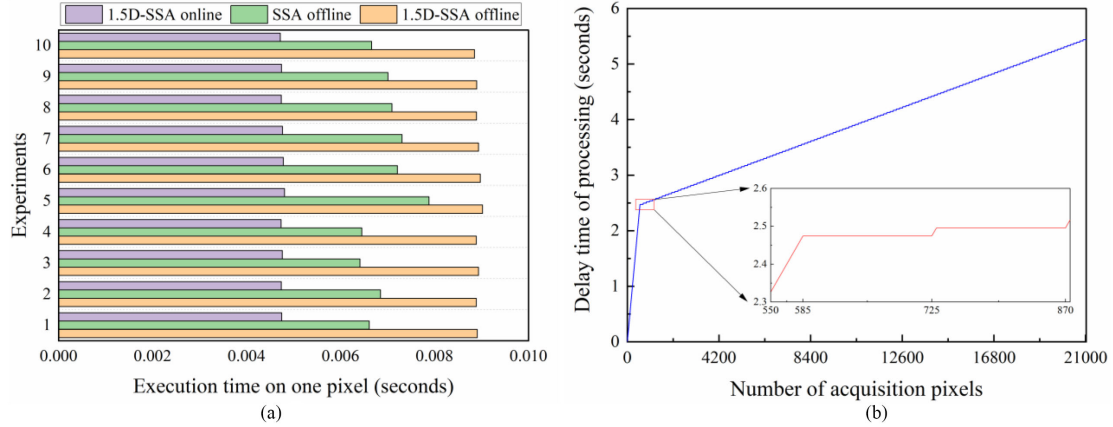 1.5D-SSA online SSA offline 1.5D-SSA offline
10
9
8
7
6
5
4
3
2
1
Experiments
0.000 0.002 0.004 0.006 0.008 0.010
Execution time on one pixel (seconds)
(a)
6
5
4
3
2
1
0
Delay time of processing (seconds)
2.6
2.5
2.4
2.3
550 585 725 870
0 4200 8400 12600 16800 21000
Number of acquisition pixels
(b)